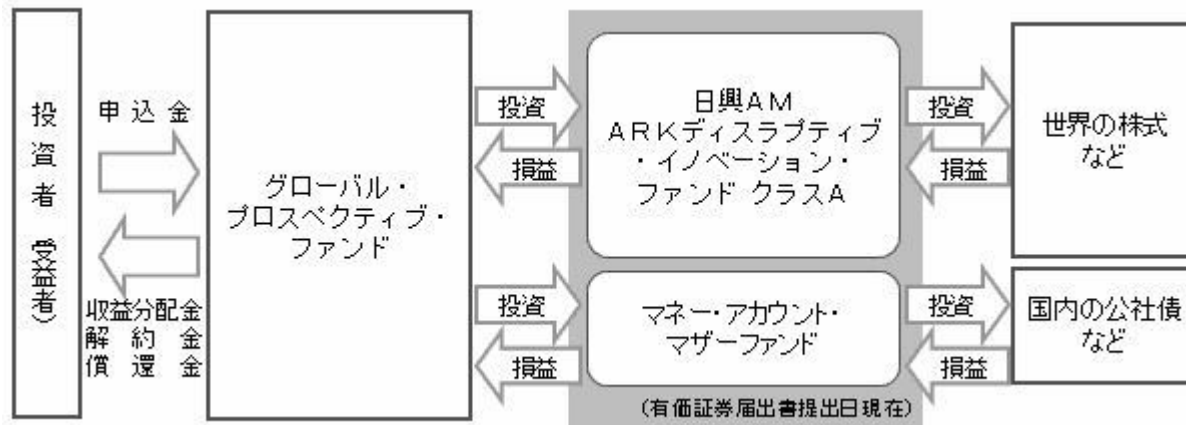 投資者（受益者）
申込金
収益分配金
解約金
償還金
グローバル・
プロスペクティブ・
ファンド
投資
損益
投資
損益
日興AM
ARKディスラプティブ
・イノベーション・
ファンド クラスA
マネー・アカウント・
マザーファンド
（有価証券届出書提出日現在）
投資
損益
投資
損益
世界の株式
など
国内の公社債
など